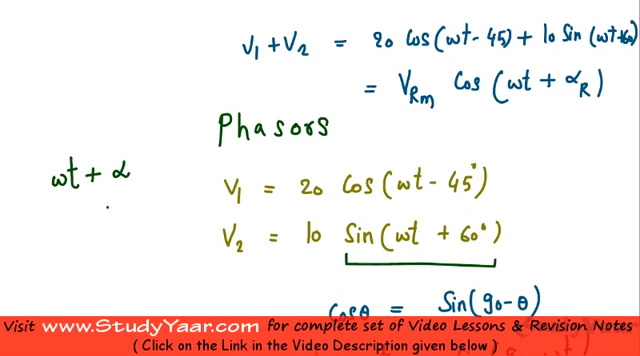 V1 + V2 = 20 Cos(ωt - 45) + 10 Sin(ωt+60)
= VRm Cos(ωt + αR)
Phasors
ωt + α
V1 = 20 Cos(ωt - 45°)
V2 = 10 Sin(ωt + 60°)
Cosθ = Sin(90-θ)
Visit www.StudyYaar.com for complete set of Video Lessons & Revision Notes
( Click on the Link in the Video Description given below )